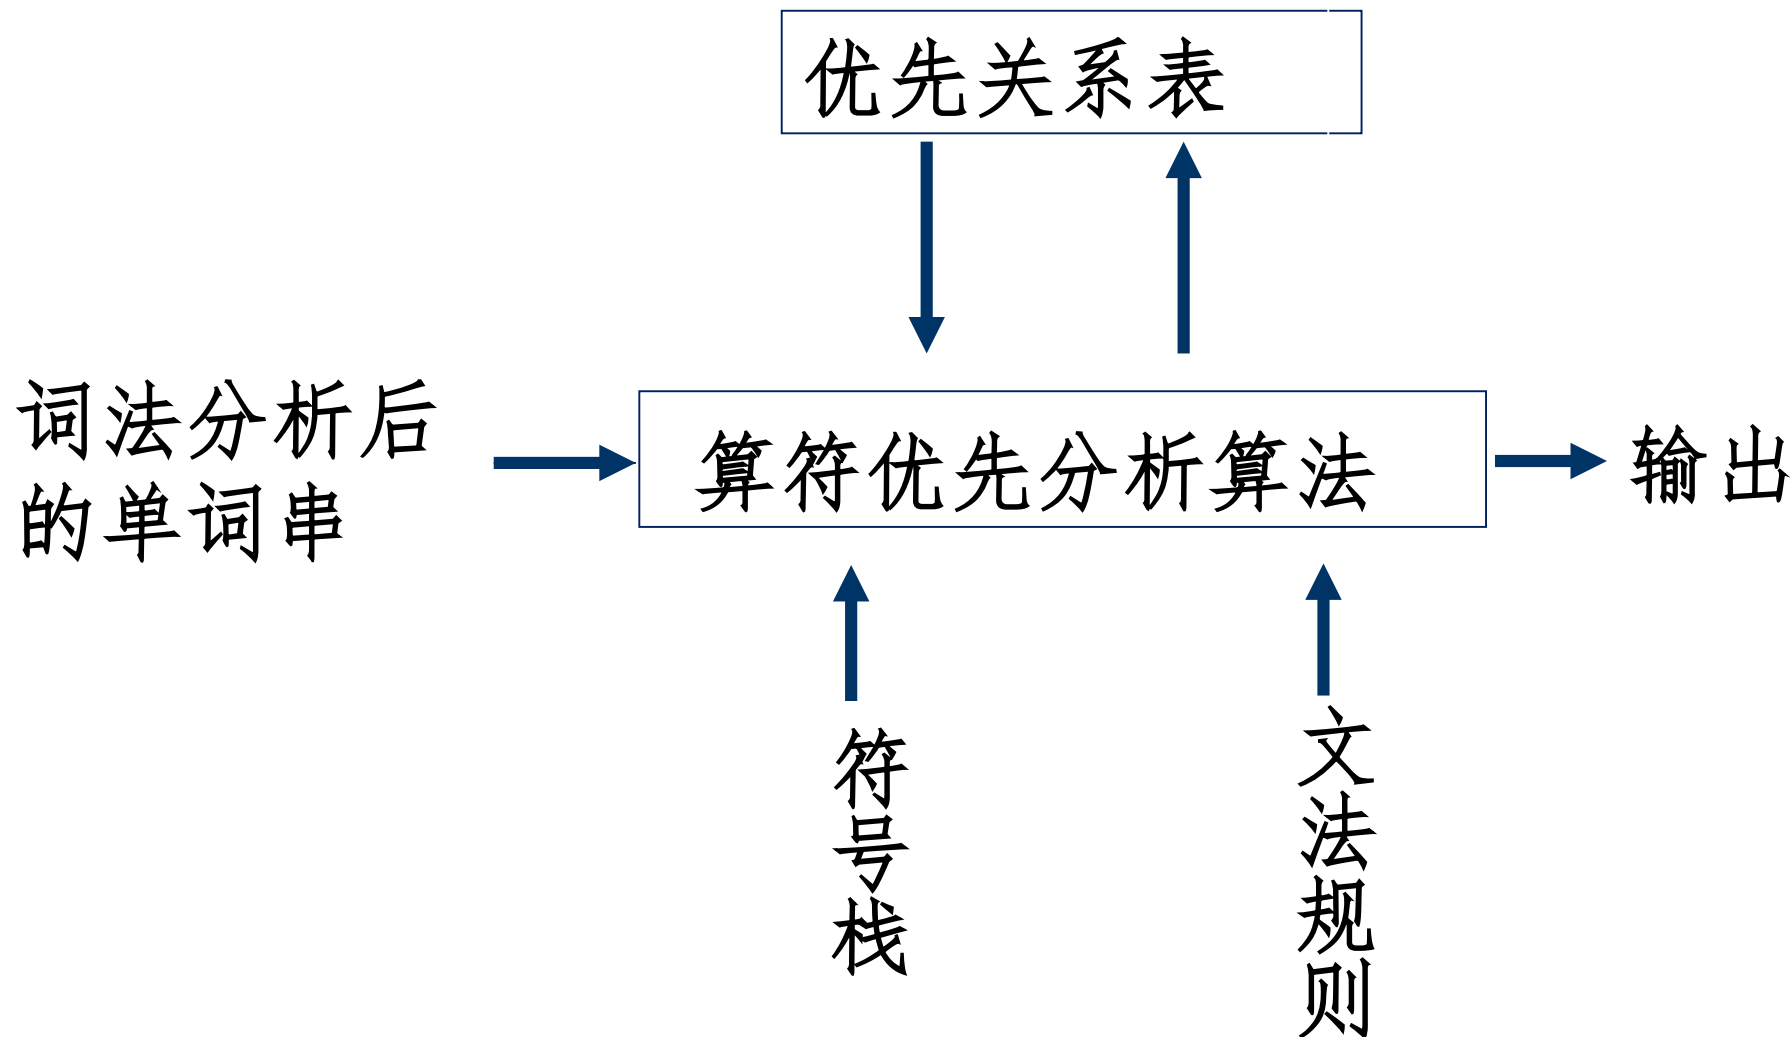 优先关系表
词法分析后
的单词串
算符优先分析算法
输出
符号栈
文法规则